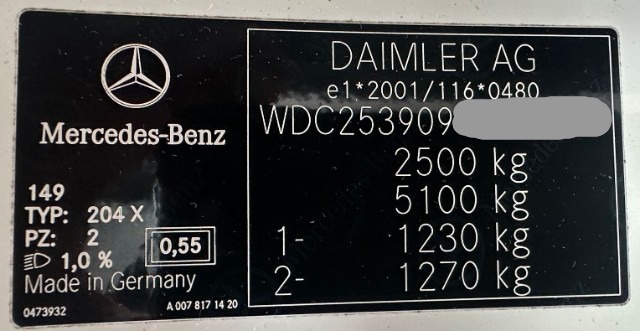 Mercedes-Benz
149
TYP: 204 X
PZ: 2
1,0 %
0,55
Made in Germany
0473932
A 007 817 14 20
DAIMLER AG
e1*2001/116*0480
WDC253909
2500 kg
5100 kg
1- 1230 kg
2- 1270 kg